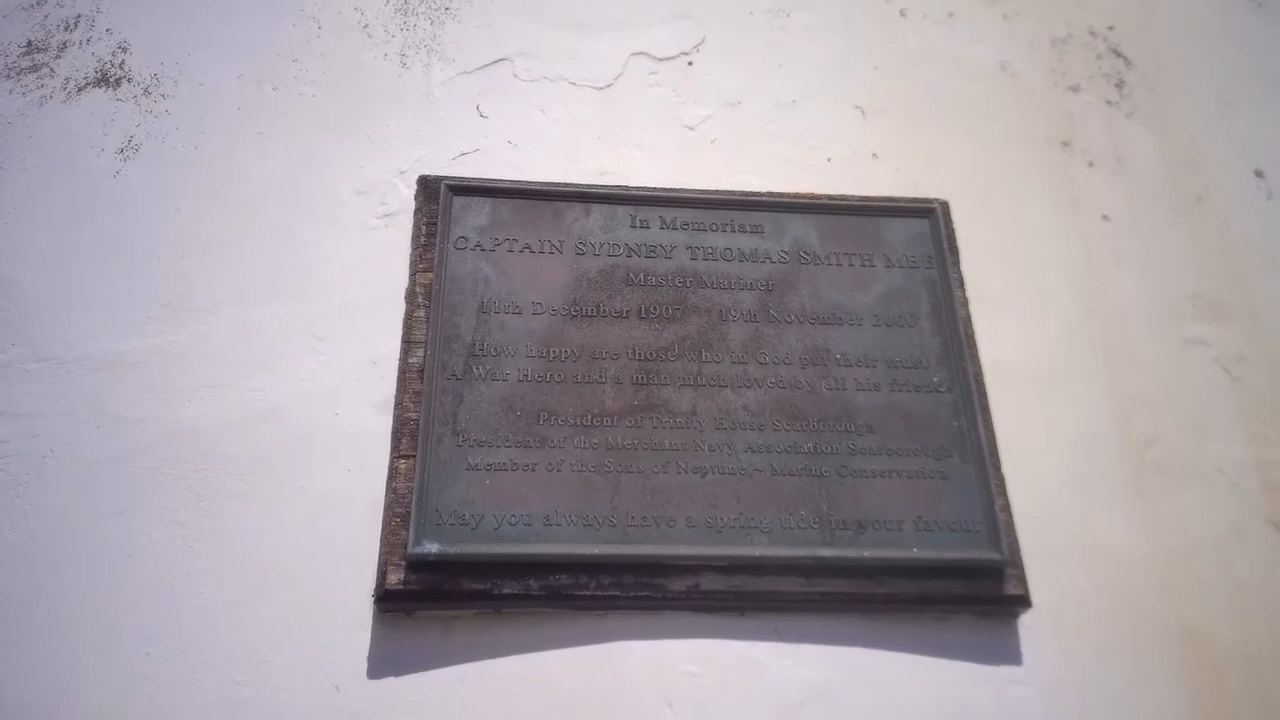 In Memoriam
CAPTAIN SYDNEY THOMAS SMITH MEE
Master Mariner
11th December 1907 19th November 2000
How happy are those who in God put their trust
A War Hero and a man much loved by all his friends
President of Trinity House Scarborough
President of the Merchant Navy Association Scarborough
Member of the Sons of Neptune ~ Marine Conservation
May you always have a spring tide in your favour